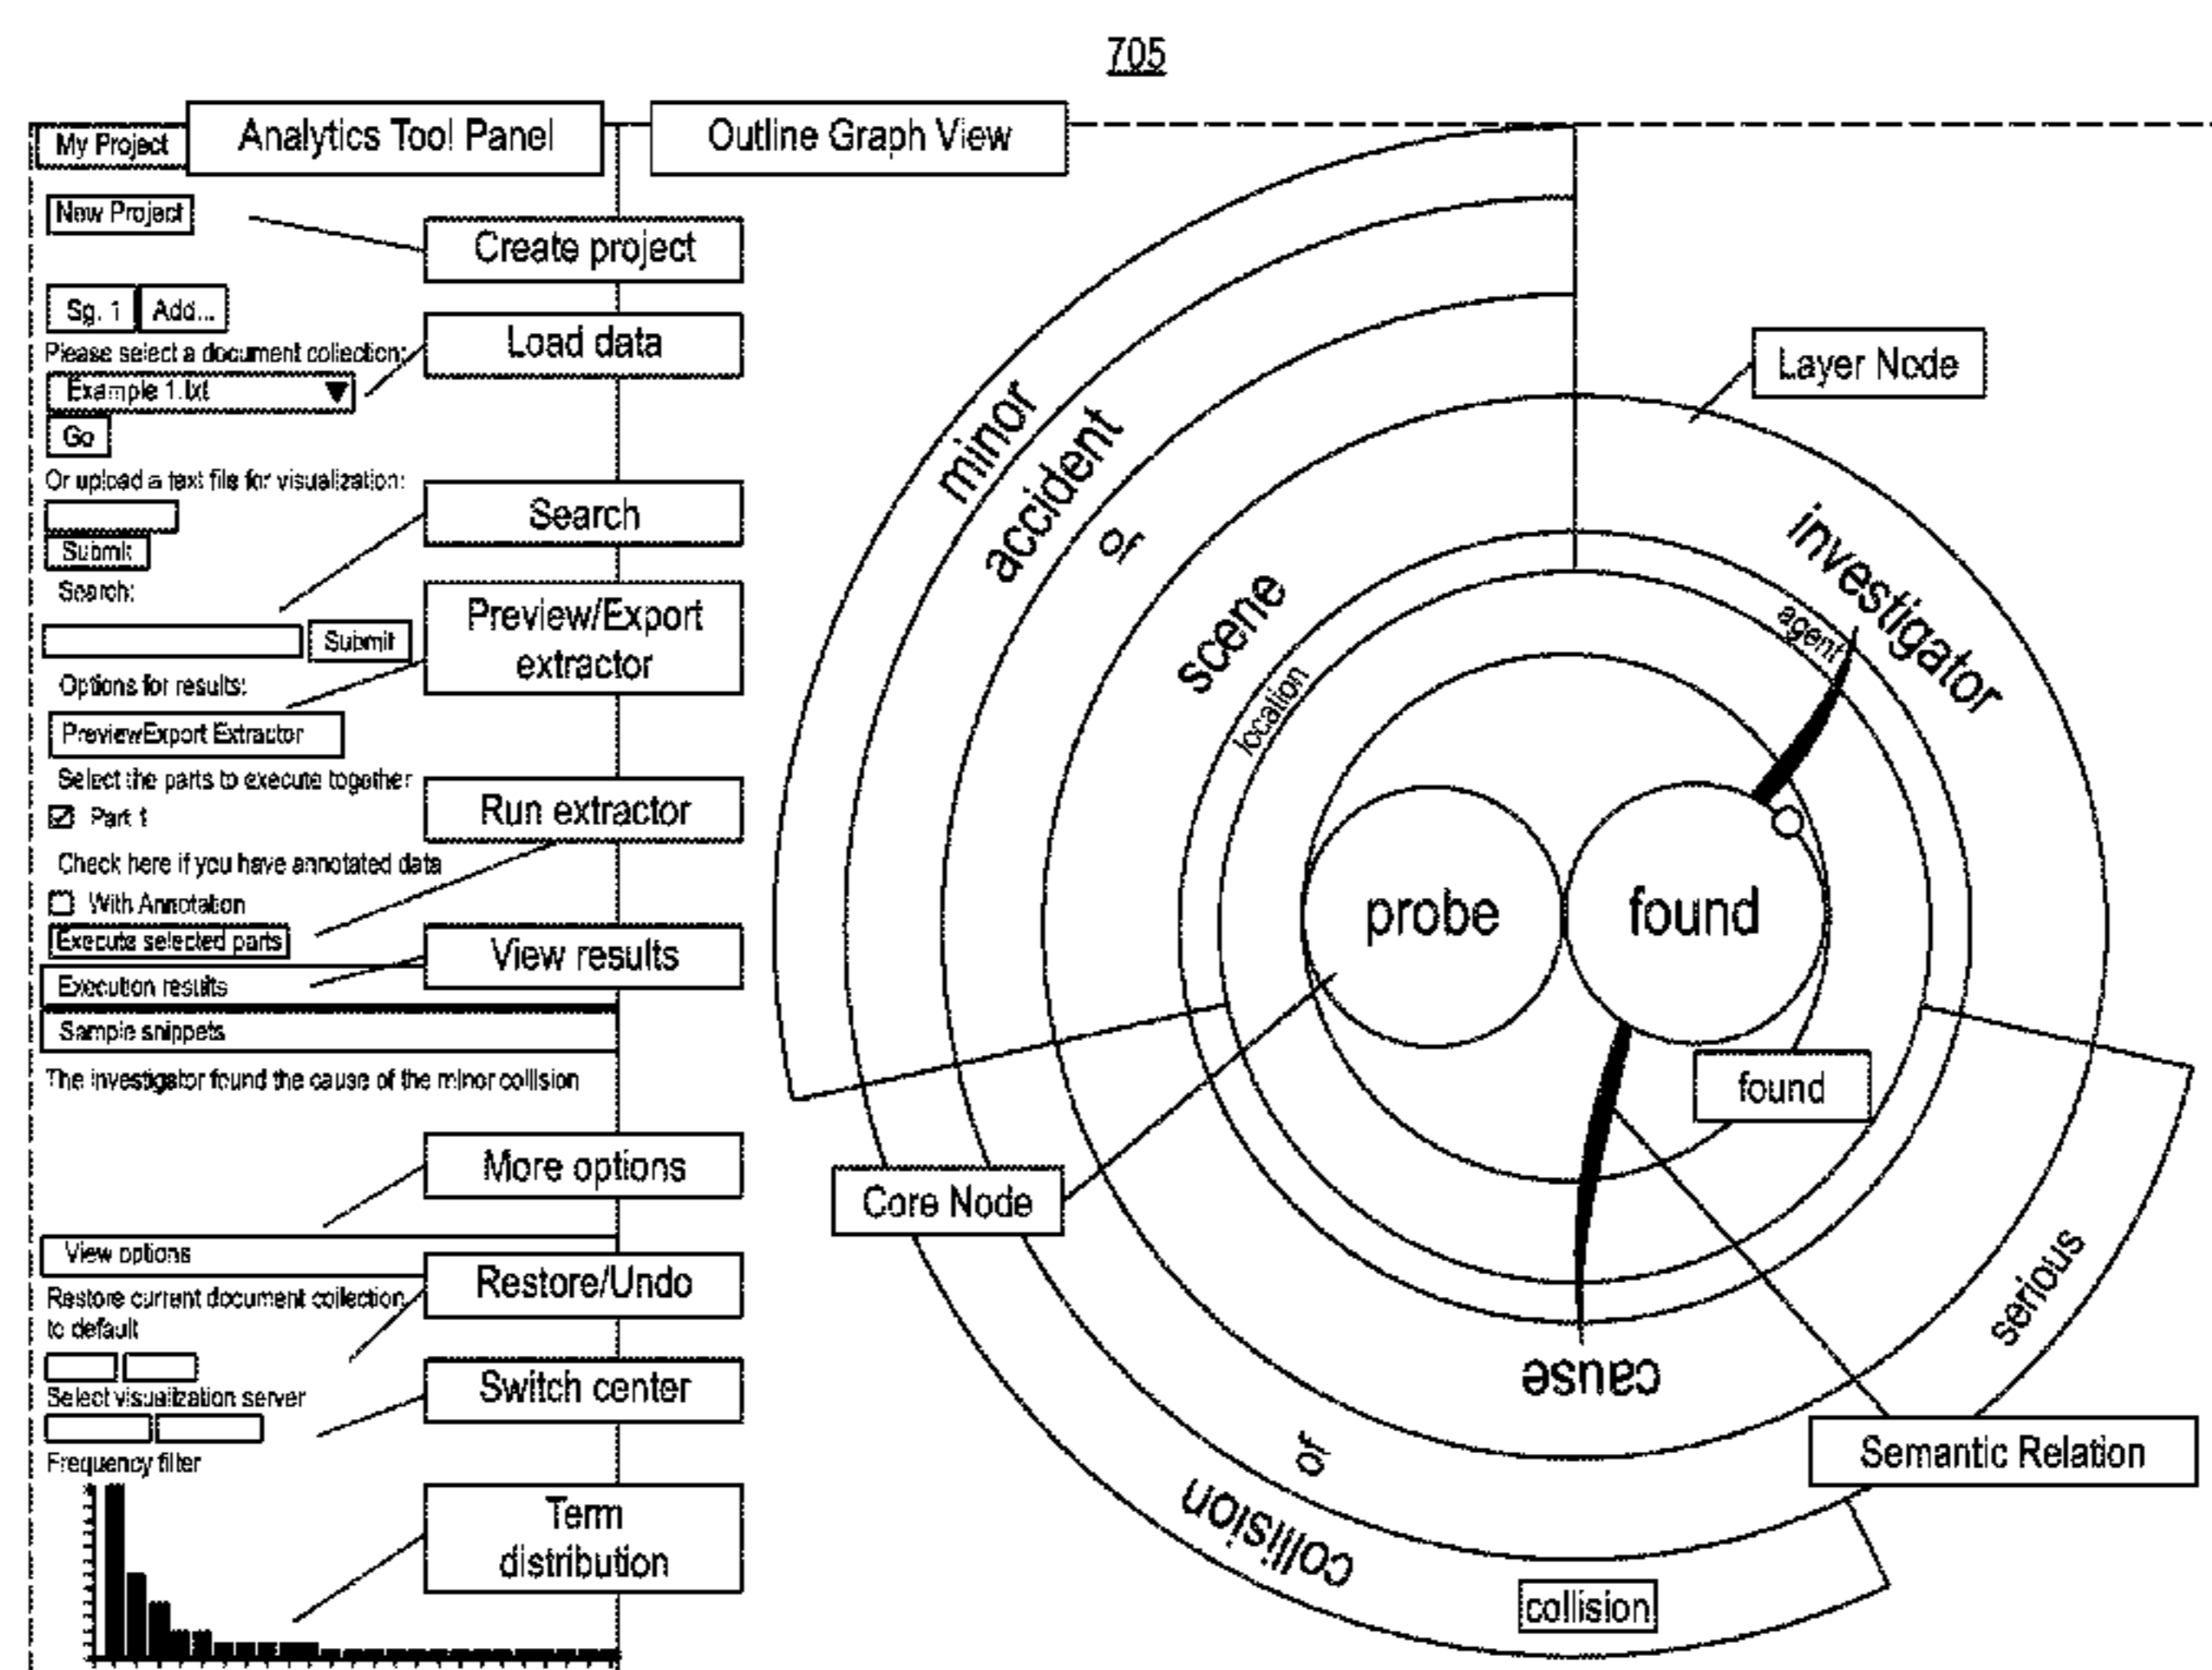 705
My Project
Analytics Tool Panel
Outline Graph View
New Project
Create project
Sg. 1
Add...
Load data
Please select a document collection:
Example 1.txt
Go
Or upload a text file for visualization:
Search
Submit
Search:
Submit
Preview/Export
extractor
Options for results:
PreviewExport Extractor
Select the parts to execute together
Part 1
Run extractor
Check here if you have annotated data
With Annotation
Execute selected parts
View results
Execution results
Sample snippets
The investigator found the cause of the minor collision
More options
View options
Restore/Undo
Restore current document collection
to default
Select visualization server
Switch center
Frequency filter
Term
distribution
Layer Node
minor
accident
of
scene
location
investigator
agent
probe
found
found
Core Node
cause
serious
Semantic Relation
of
collision
collision